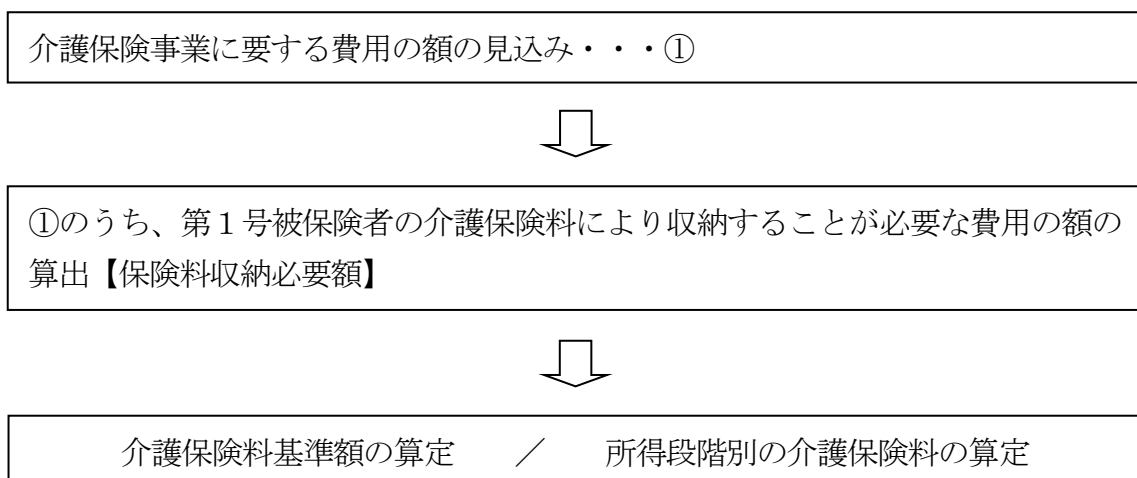 介護保険事業に要する費用の額の見込み・・・①
①のうち、第１号被保険者の介護保険料により収納することが必要な費用の額の
算出【保険料収納必要額】
介護保険料基準額の算定　／　所得段階別の介護保険料の算定